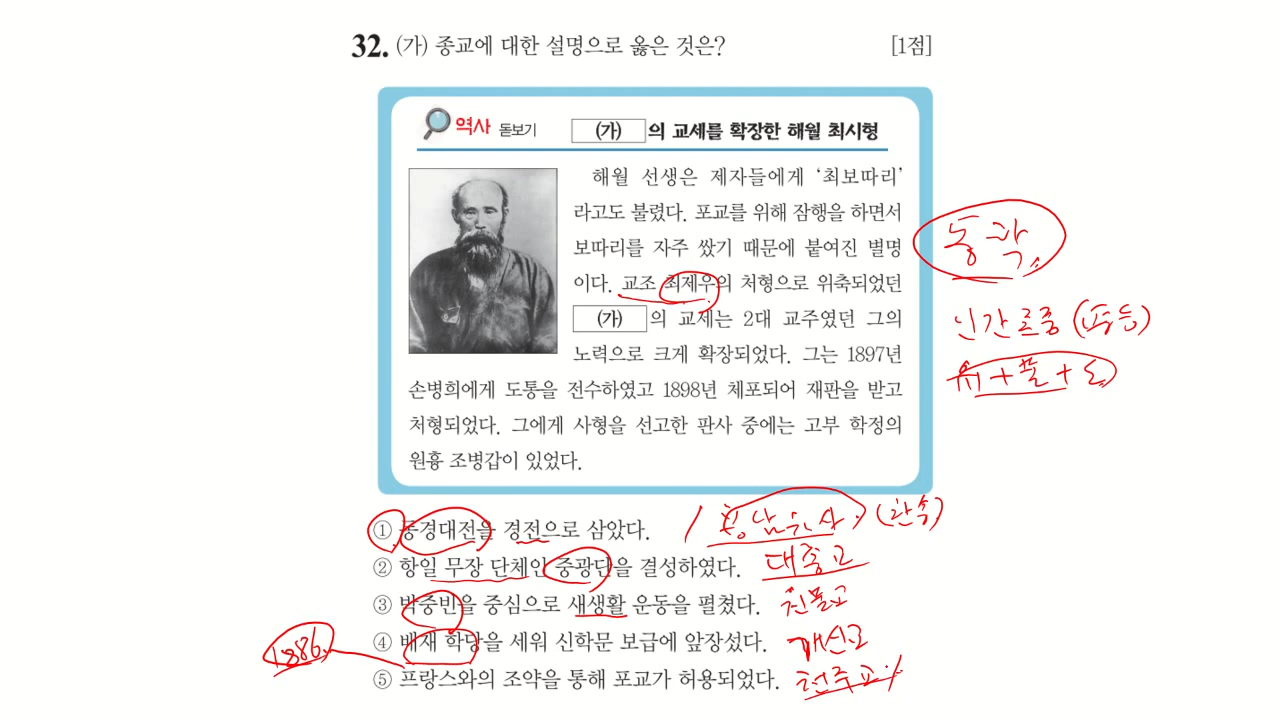 32. (가) 종교에 대한 설명으로 옳은 것은? [1점]
역사 돋보기 (가) 의 교세를 확장한 해월 최시형
해월 선생은 제자들에게 ‘최보따리’
라고도 불렸다. 포교를 위해 잠행을 하면서
보따리를 자주 쌌기 때문에 붙여진 별명
이다. 교조 최제우의 처형으로 위축되었던
(가) 의 교세는 2대 교주였던 그의
노력으로 크게 확장되었다. 그는 1897년
손병희에게 도통을 전수하였고 1898년 체포되어 재판을 받고
처형되었다. 그에게 사형을 선고한 판사 중에는 고부 학정의
원흉 조병갑이 있었다.
동학
인간존중 (평등)
유+불+도
① 동경대전을 경전으로 삼았다. / 용담유사 (한글)
② 항일 무장 단체인 중광단을 결성하였다. 대종교
③ 박중빈을 중심으로 새생활 운동을 펼쳤다. 원불교
④ 배재 학당을 세워 신학문 보급에 앞장섰다. 개신교
1886
⑤ 프랑스와의 조약을 통해 포교가 허용되었다. 천주교